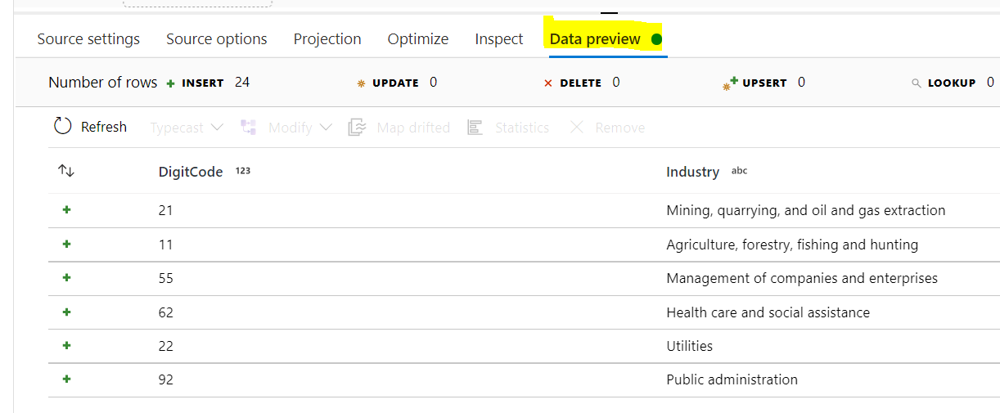 Source settings Source options Projection Optimize Inspect Data preview
Number of rows INSERT 24 UPDATE 0 DELETE 0 UPSERT 0 LOOKUP 0
Refresh Typecast Modify Map drifted Statistics Remove
DigitCode 123 Industry abc
21 Mining, quarrying, and oil and gas extraction
11 Agriculture, forestry, fishing and hunting
55 Management of companies and enterprises
62 Health care and social assistance
22 Utilities
92 Public administration